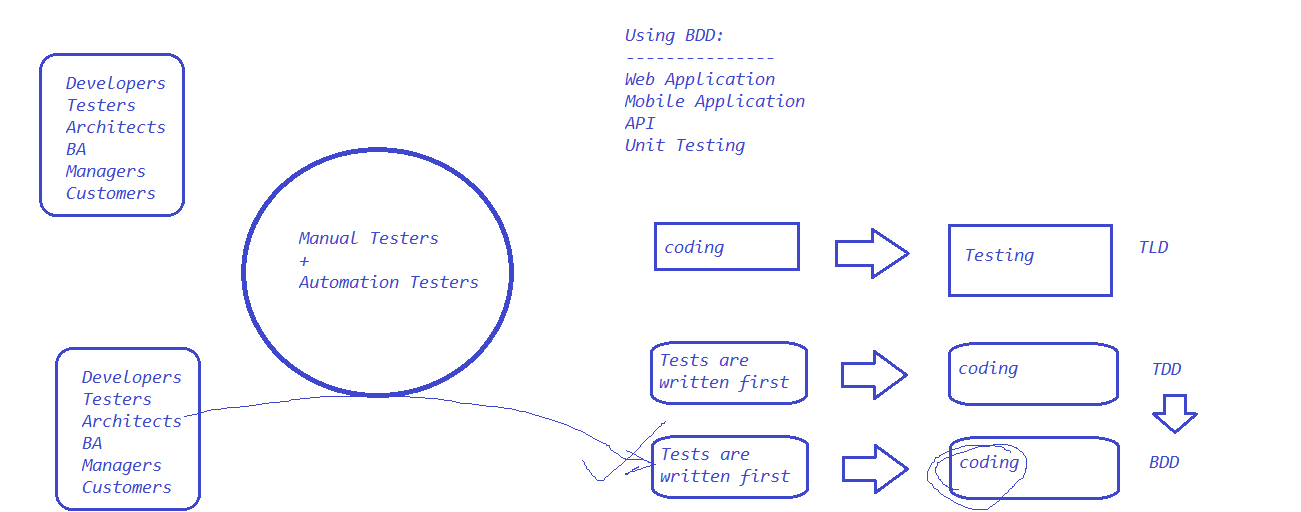 Developers
Testers
Architects
BA
Managers
Customers
Manual Testers
+
Automation Testers
Developers
Testers
Architects
BA
Managers
Customers
Using BDD:
---------------
Web Application
Mobile Application
API
Unit Testing
coding
Testing
TLD
Tests are
written first
coding
TDD
Tests are
written first
coding
BDD